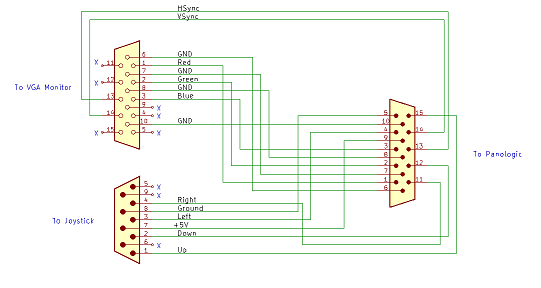 HSync
VSync
6 GND
X 11 1 Red
7 GND
X 12 2 Green
8 GND
13 3 Blue
9 X
14 4 X
10 GND
X 15 5 X
To VGA Monitor
5 15
10
4 14
9
3 13
8
2 12
7
1 11
6
To Panologic
5 X
9 X
4 Right
8 Ground
3 Left
7 +5V
2 Down
6 X
1 Up
To Joystick